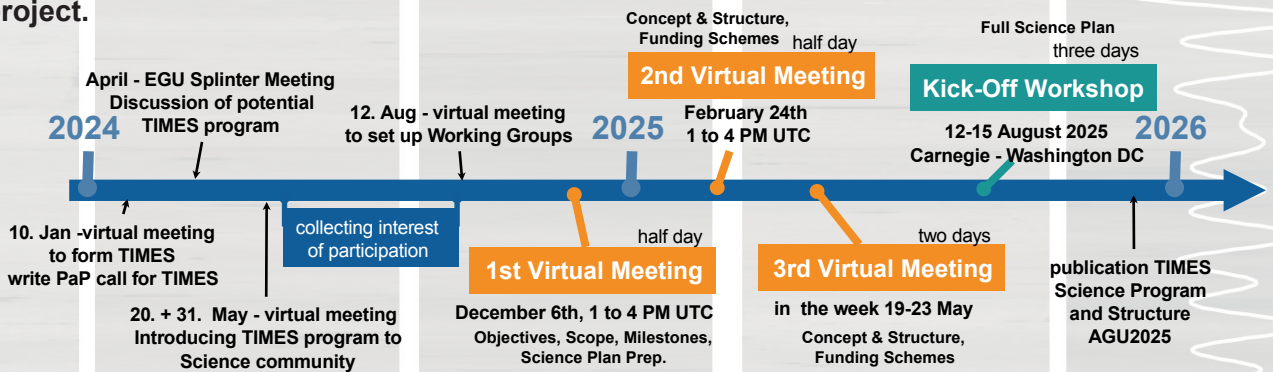 roject.
Concept & Structure,
Funding Schemes
half day
2nd Virtual Meeting
February 24th
1 to 4 PM UTC
Full Science Plan
three days
Kick-Off Workshop
12-15 August 2025
Carnegie - Washington DC
April - EGU Splinter Meeting
Discussion of potential
TIMES program
12. Aug - virtual meeting
to set up Working Groups
2024
2025
2026
10. Jan -virtual meeting
to form TIMES
write PaP call for TIMES
collecting interest
of participation
20. + 31. May - virtual meeting
Introducing TIMES program to
Science community
half day
1st Virtual Meeting
December 6th, 1 to 4 PM UTC
Objectives, Scope, Milestones,
Science Plan Prep.
two days
3rd Virtual Meeting
in the week 19-23 May
Concept & Structure,
Funding Schemes
publication TIMES
Science Program
and Structure
AGU2025